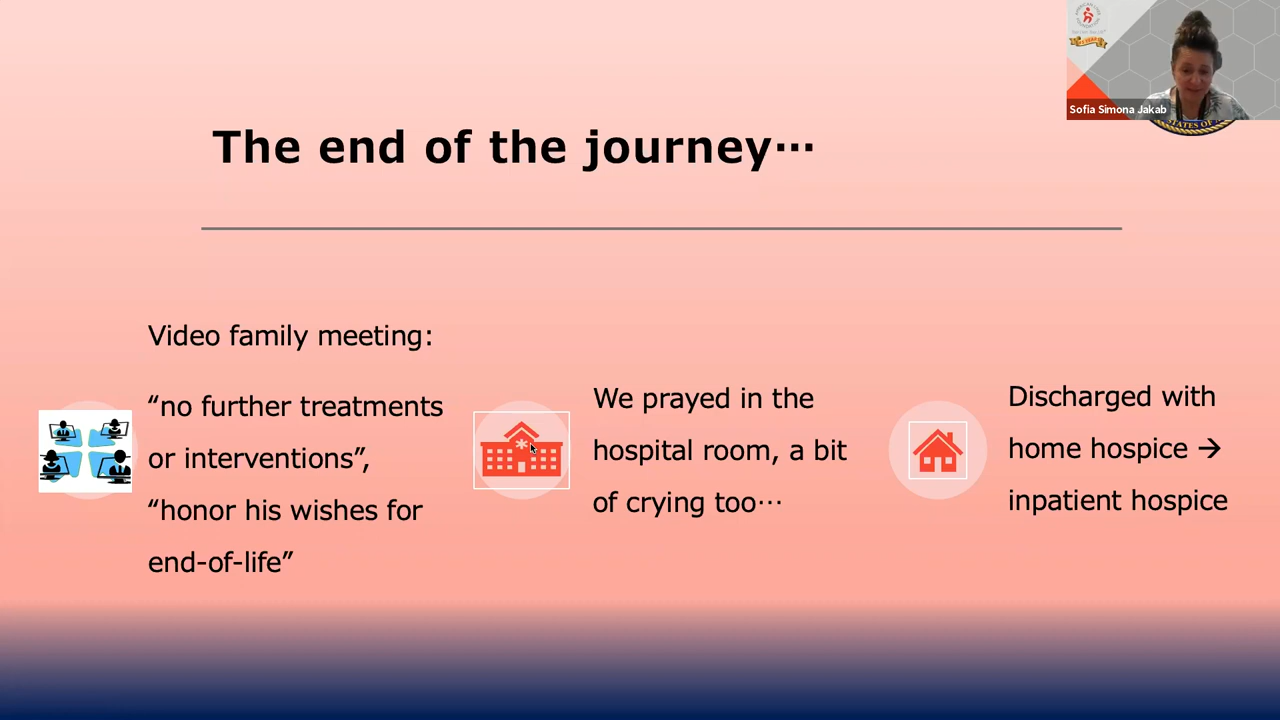 The end of the journey…
Video family meeting:
“no further treatments
or interventions”,
“honor his wishes for
end-of-life”
We prayed in the
hospital room, a bit
of crying too…
Discharged with
home hospice →
inpatient hospice
Sofia Simona Jakab
STATES OF